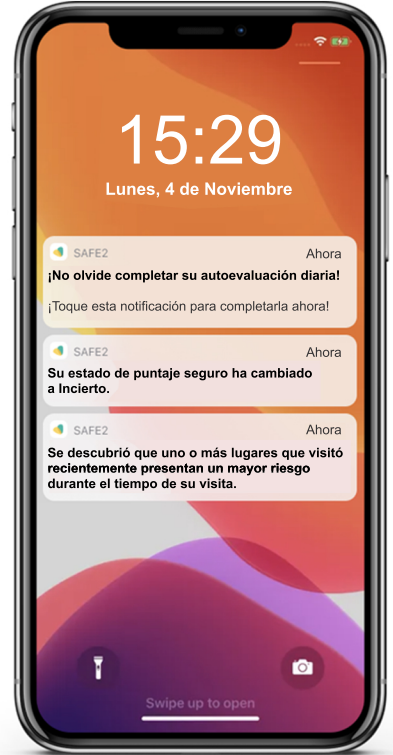 15:29
Lunes, 4 de Noviembre
SAFE2 Ahora
¡No olvide completar su autoevaluación diaria!
¡Toque esta notificación para completarla ahora!
SAFE2 Ahora
Su estado de puntaje seguro ha cambiado
a Incierto.
SAFE2 Ahora
Se descubrió que uno o más lugares que visitó
recientemente presentan un mayor riesgo
durante el tiempo de su visita.
Swipe up to open